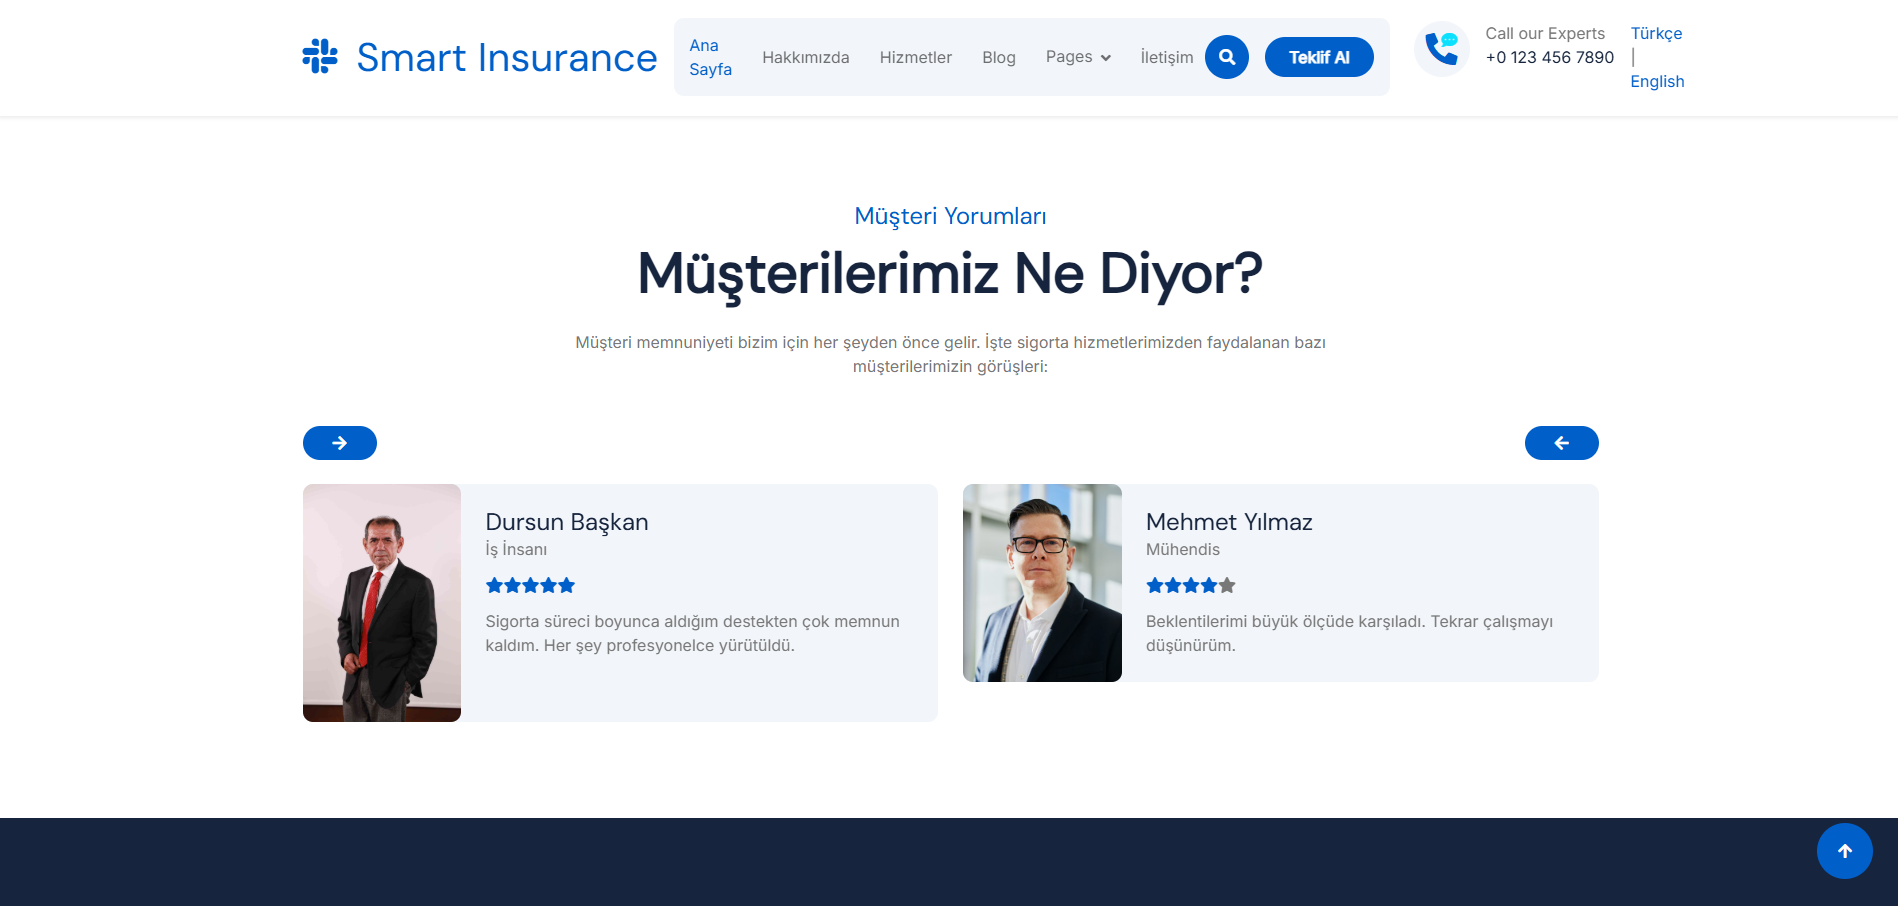 Smart Insurance
Ana
Sayfa
Hakkımızda
Hizmetler
Blog
Pages
İletişim
Teklif Al
Call our Experts
+0 123 456 7890
Türkçe
|
English
Müşteri Yorumları
Müşterilerimiz Ne Diyor?
Müşteri memnuniyeti bizim için her şeyden önce gelir. İşte sigorta hizmetlerimizden faydalanan bazı
müşterilerimizin görüşleri:
Dursun Başkan
İş İnsanı
Sigorta süreci boyunca aldığım destekten çok memnun
kaldım. Her şey profesyonelce yürütüldü.
Mehmet Yılmaz
Mühendis
Beklentilerimi büyük ölçüde karşıladı. Tekrar çalışmayı
düşünürüm.